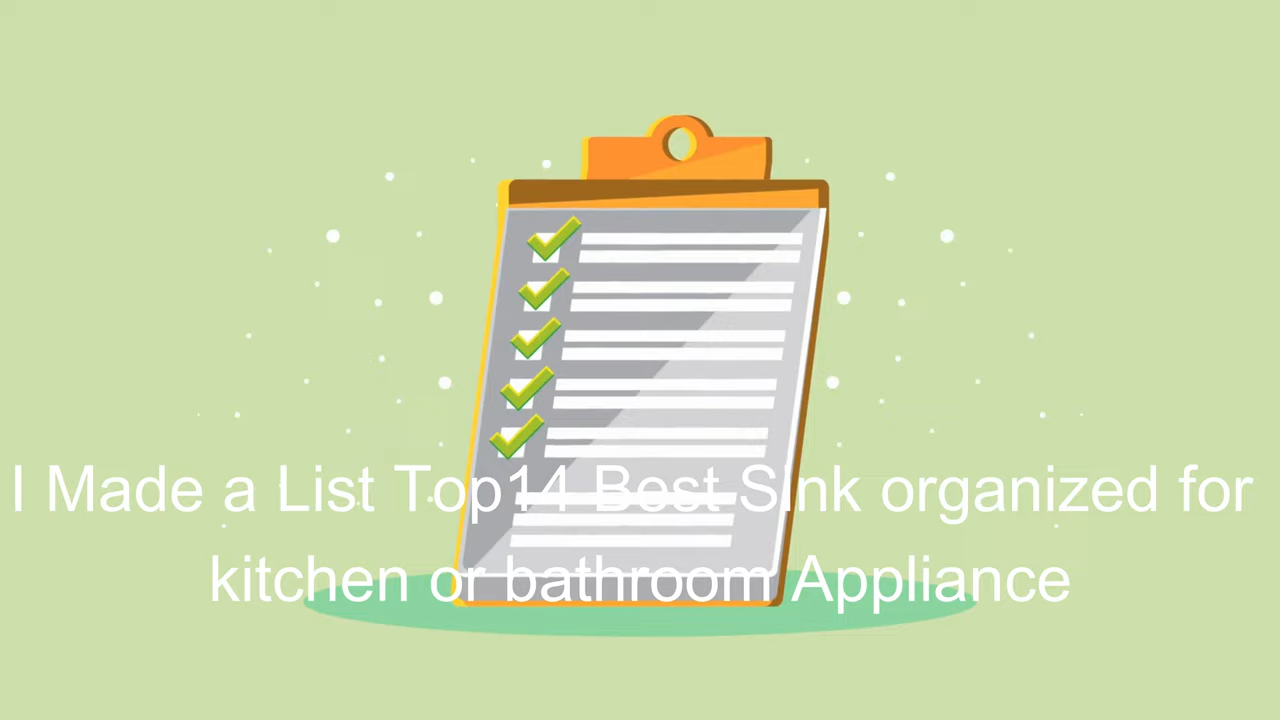 I Made a List Top14 Best Sink organized for
kitchen or bathroom Appliance